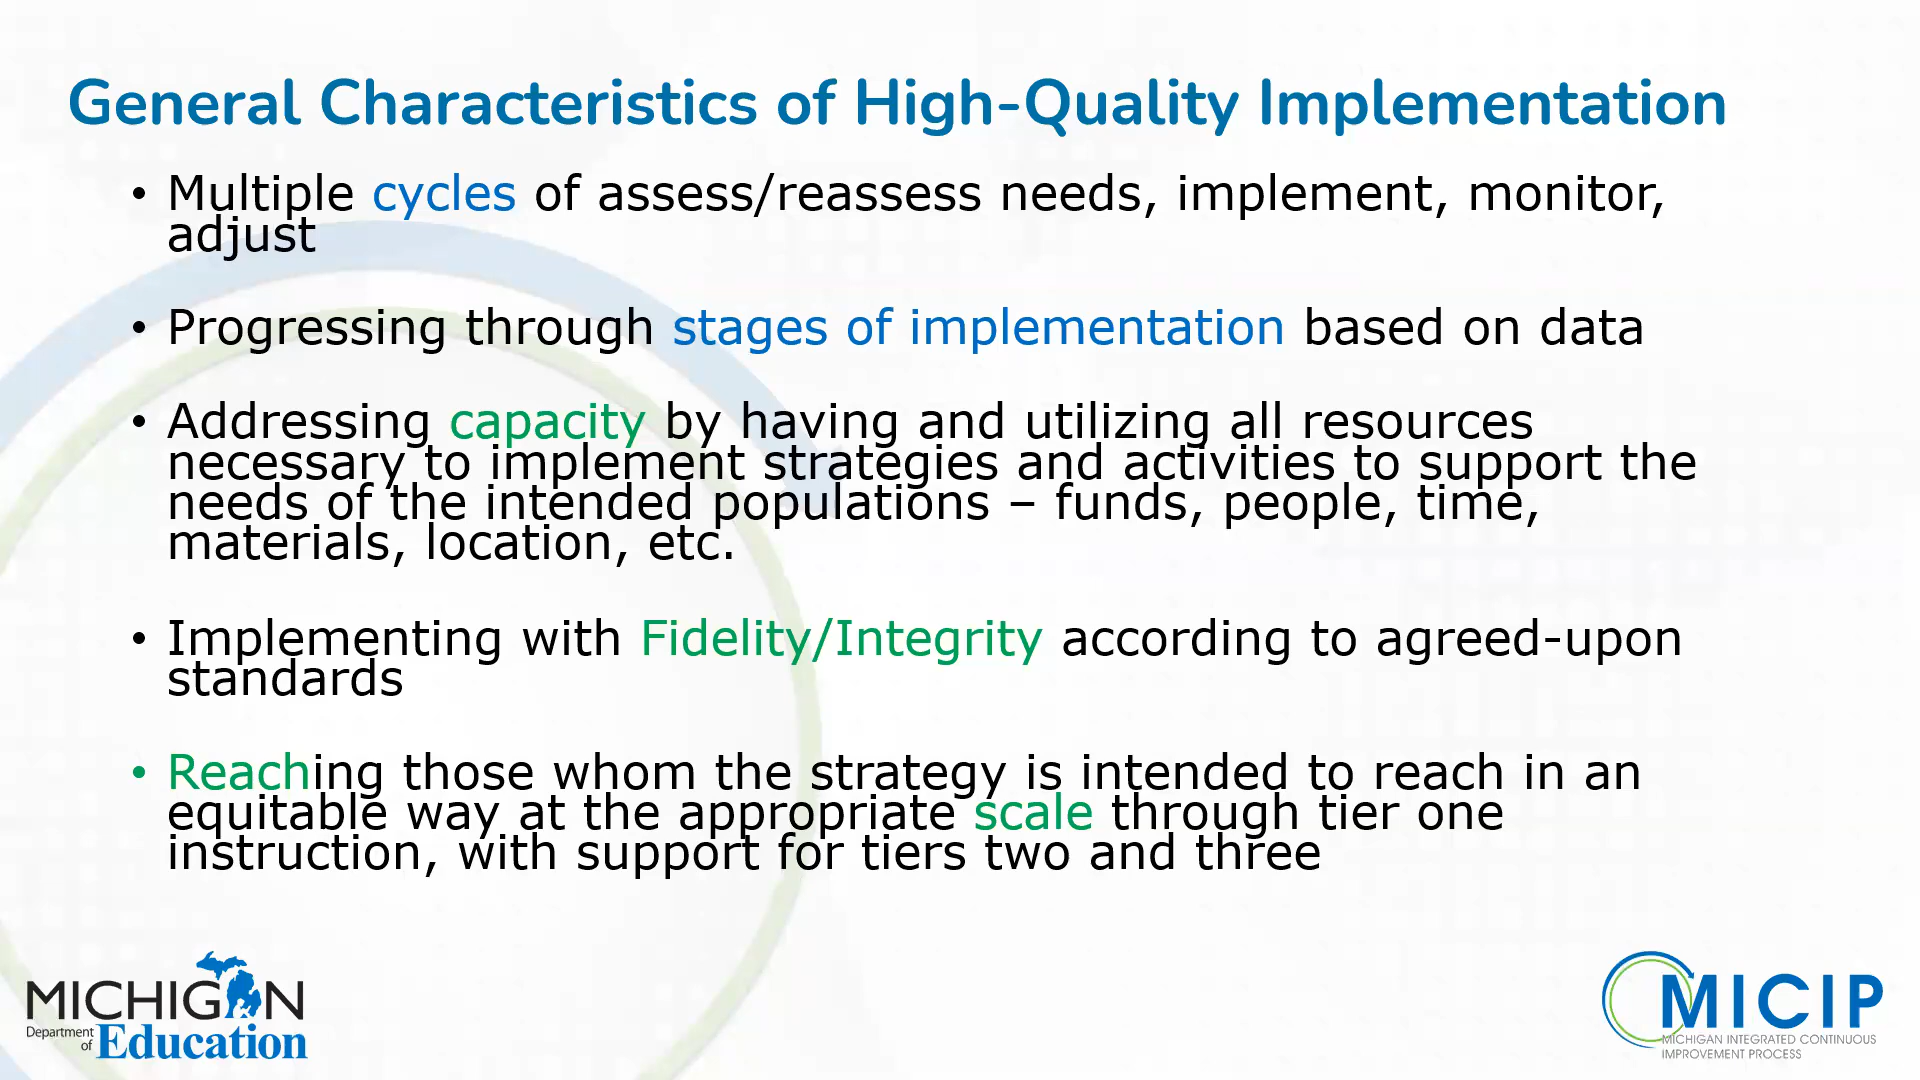 General Characteristics of High-Quality Implementation
• Multiple cycles of assess/reassess needs, implement, monitor,
adjust
• Progressing through stages of implementation based on data
• Addressing capacity by having and utilizing all resources
necessary to implement strategies and activities to support the
needs of the intended populations – funds, people, time,
materials, location, etc.
• Implementing with Fidelity/Integrity according to agreed-upon
standards
• Reaching those whom the strategy is intended to reach in an
equitable way at the appropriate scale through tier one
instruction, with support for tiers two and three
MICHIGAN
Department
of Education
MICIP
MICHIGAN INTEGRATED CONTINUOUS
IMPROVEMENT PROCESS